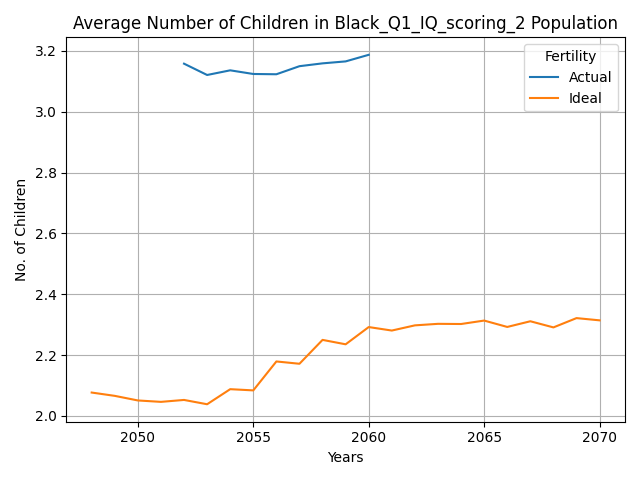 Average Number of Children in Black_Q1_IQ_scoring_2 Population
3.2
3.0
2.8
2.6
2.4
2.2
2.0
No. of Children
Fertility
Actual
Ideal
2050
2055
2060
2065
2070
Years